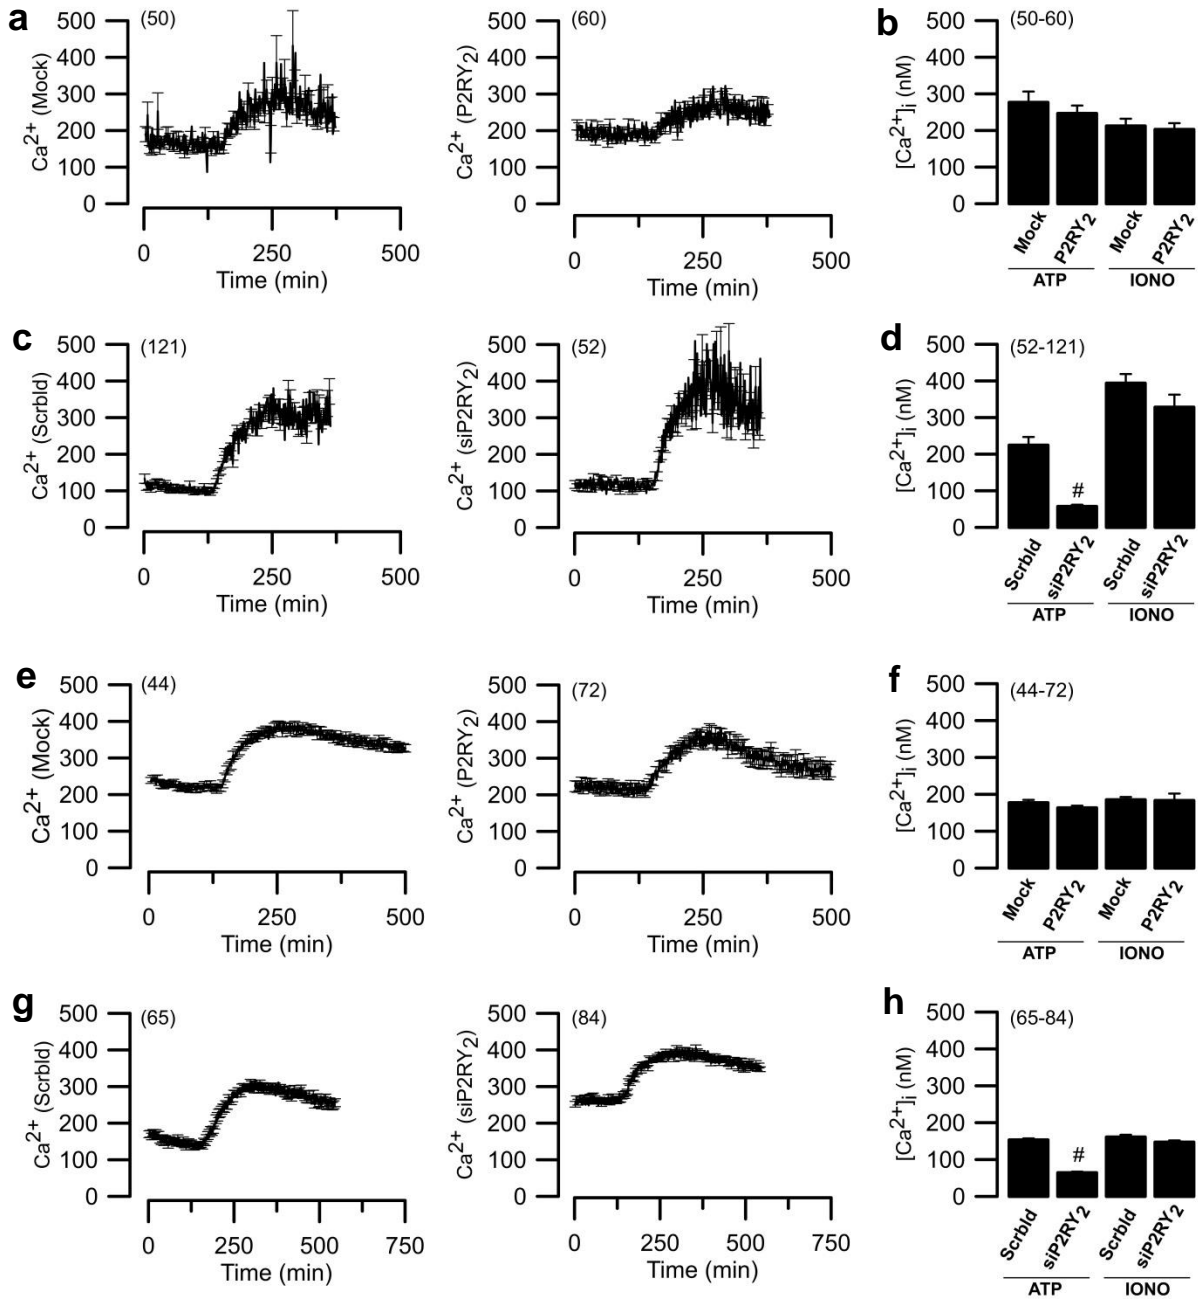 a
(50)
500
400
300
200
100
0
Ca2+ (Mock)
0 250 500
Time (min)
(60)
500
400
300
200
100
0
Ca2+ (P2RY2)
0 250 500
Time (min)
b
(50-60)
500
400
300
200
100
0
[Ca2+]i (nM)
Mock P2RY2 Mock P2RY2
ATP IONO
c
(121)
500
400
300
200
100
0
Ca2+ (Scrbld)
0 250 500
Time (min)
(52)
500
400
300
200
100
0
Ca2+ (siP2RY2)
0 250 500
Time (min)
d
(52-121)
500
400
300
200
100
0
[Ca2+]i (nM)
#
Scrbld siP2RY2 Scrbld siP2RY2
ATP IONO
e
(44)
500
400
300
200
100
0
Ca2+ (Mock)
0 250 500
Time (min)
(72)
500
400
300
200
100
0
Ca2+ (P2RY2)
0 250 500
Time (min)
f
(44-72)
500
400
300
200
100
0
[Ca2+]i (nM)
Mock P2RY2 Mock P2RY2
ATP IONO
g
(65)
500
400
300
200
100
0
Ca2+ (Scrbld)
0 250 500 750
Time (min)
(84)
500
400
300
200
100
0
Ca2+ (siP2RY2)
0 250 500 750
Time (min)
h
(65-84)
500
400
300
200
100
0
[Ca2+]i (nM)
#
Scrbld siP2RY2 Scrbld siP2RY2
ATP IONO